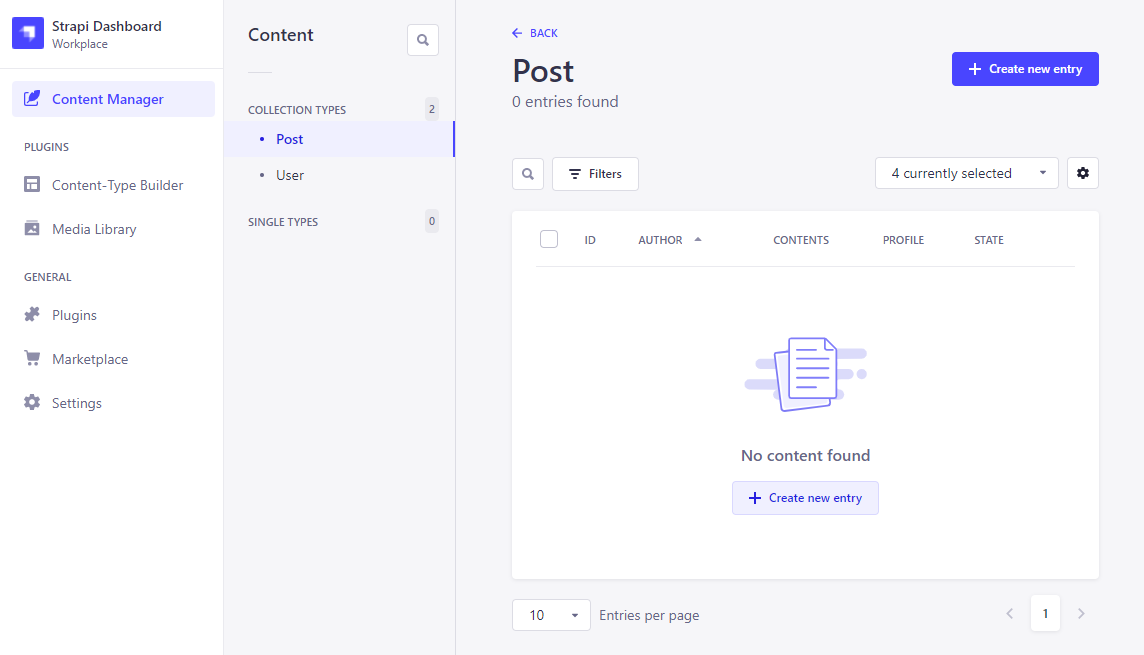 Strapi Dashboard
Workplace
Content Manager
PLUGINS
Content-Type Builder
Media Library
GENERAL
Plugins
Marketplace
Settings
Content
COLLECTION TYPES 2
Post
User
SINGLE TYPES 0
BACK
Post
0 entries found
Create new entry
Filters
4 currently selected
ID AUTHOR CONTENTS PROFILE STATE
No content found
Create new entry
10 Entries per page
1